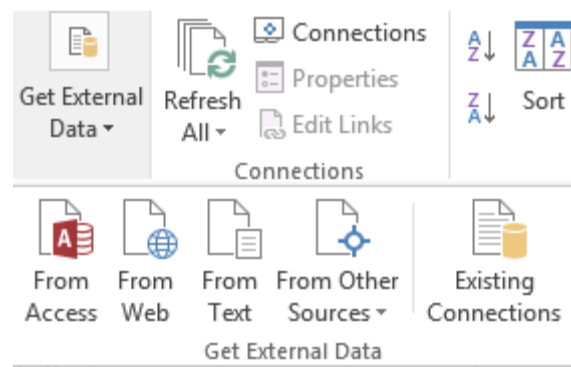 Get External
Data
Refresh
All
Connections
Properties
Edit Links
Connections
A
Z
Z
A
Z A
A Z
Sort
A
From
Access
From
Web
From
Text
From Other
Sources
Existing
Connections
Get External Data